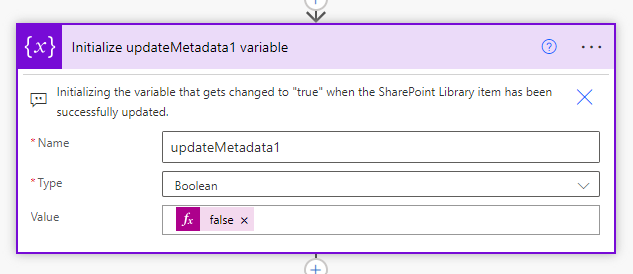 {x} Initialize updateMetadata1 variable ? ...
Initializing the variable that gets changed to "true" when the SharePoint Library item has been
successfully updated.
* Name updateMetadata1
* Type Boolean
Value fx false ×